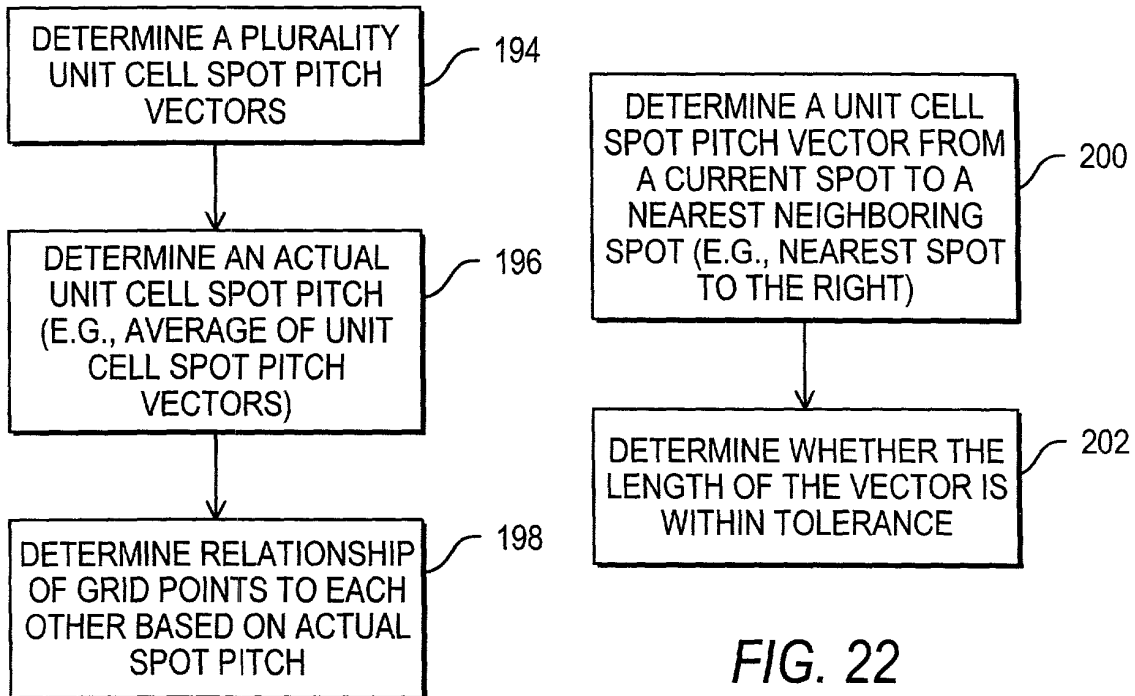 DETERMINE A PLURALITY
UNIT CELL SPOT PITCH
VECTORS
194
DETERMINE AN ACTUAL
UNIT CELL SPOT PITCH
(E.G., AVERAGE OF UNIT
CELL SPOT PITCH
VECTORS)
196
DETERMINE RELATIONSHIP
OF GRID POINTS TO EACH
OTHER BASED ON ACTUAL
SPOT PITCH
198
DETERMINE A UNIT CELL
SPOT PITCH VECTOR FROM
A CURRENT SPOT TO A
NEAREST NEIGHBORING
SPOT (E.G., NEAREST SPOT
TO THE RIGHT)
200
DETERMINE WHETHER THE
LENGTH OF THE VECTOR IS
WITHIN TOLERANCE
202
FIG. 22